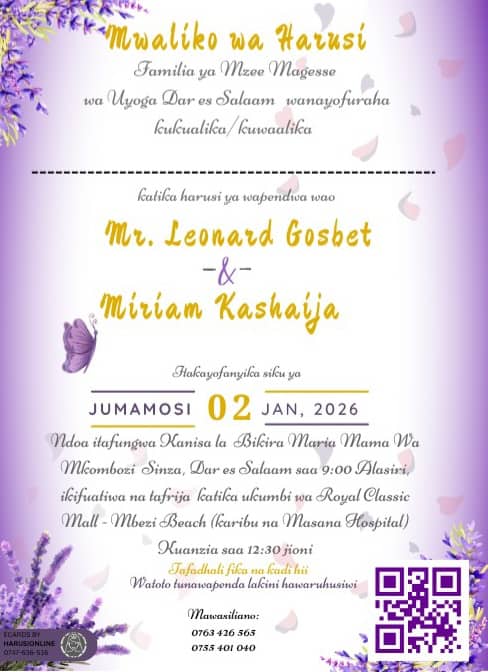 Mwaliko wa Harusi
Familia ya Mzee Magesse
wa Uyoga Dar es Salaam wanayofuraha
kukualika/kuwaalika
katika harusi ya wapendwa wao
Mr. Leonard Gosbet
-&-
Miriam Kashaija
Itakayofanyika siku ya
JUMAMOSI 02 JAN, 2026
Ndoa itafungwa Kanisa la Bikira Maria Mama Wa
Mkombozi Sinza, Dar es Salaam saa 9:00 Alasiri,
ikifuatiwa na tafrija katika ukumbi wa Royal Classic
Mall - Mbezi Beach (karibu na Masana Hospital)
Kuanzia saa 12:30 jioni
Tafadhali fika na kadi hii
Watoto tunawapenda lakini hawaruhusiwi
Mawasiliano:
0763 426 565
0755 401 040
ECARDS BY
HARUSIONLINE
0747-636-536